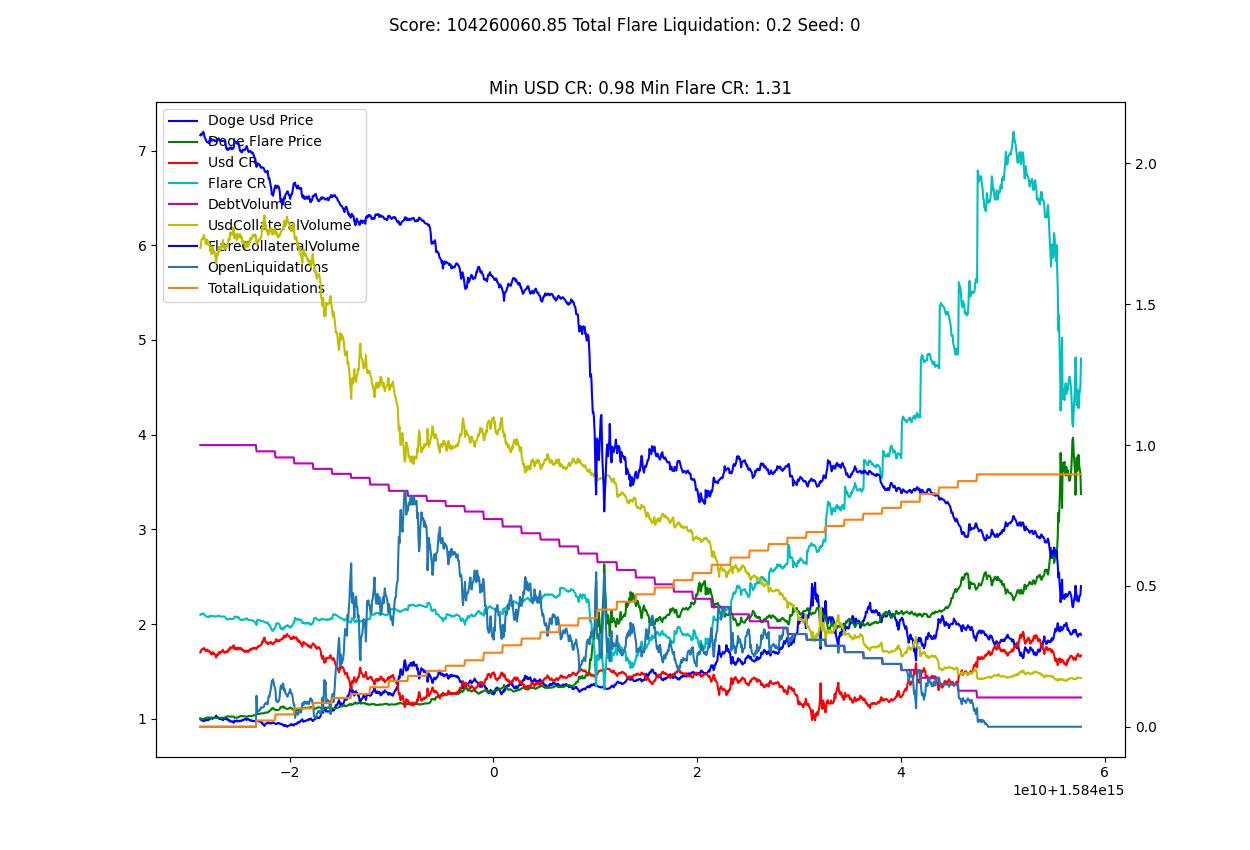 Score: 104260060.85 Total Flare Liquidation: 0.2 Seed: 0
Min USD CR: 0.98 Min Flare CR: 1.31
Doge Usd Price
Doge Flare Price
Usd CR
Flare CR
DebtVolume
UsdCollateralVolume
FlareCollateralVolume
OpenLiquidations
TotalLiquidations
7
6
5
4
3
2
1
2.0
1.5
1.0
0.5
0.0
−2 0 2 4 6
1e10+1.584e15